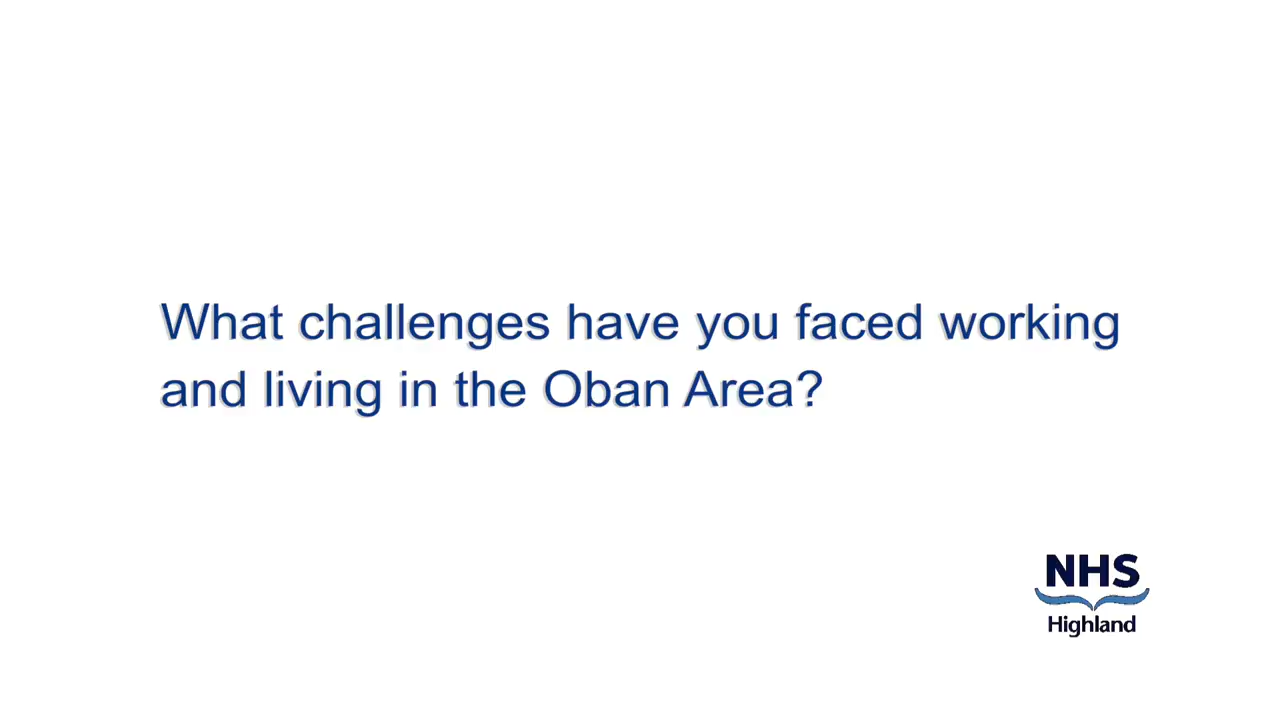 What challenges have you faced working
and living in the Oban Area?
NHS
Highland